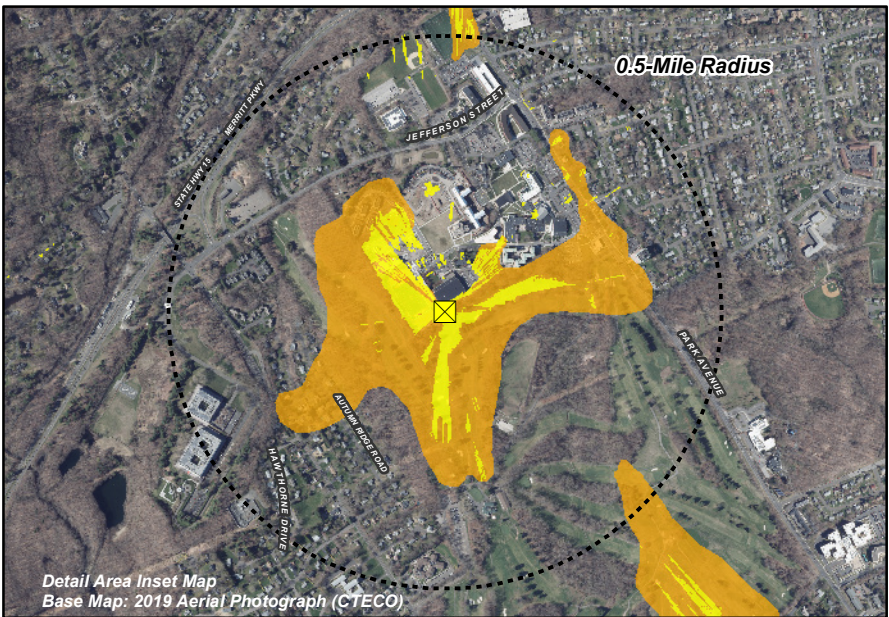 0.5-Mile Radius
MERRITT PKWY
STATE HWY 15
JEFFERSON STREET
PARK AVENUE
AUTUMN RIDGE ROAD
HAWTHORNE DRIVE
Detail Area Inset Map
Base Map: 2019 Aerial Photograph (CTECO)